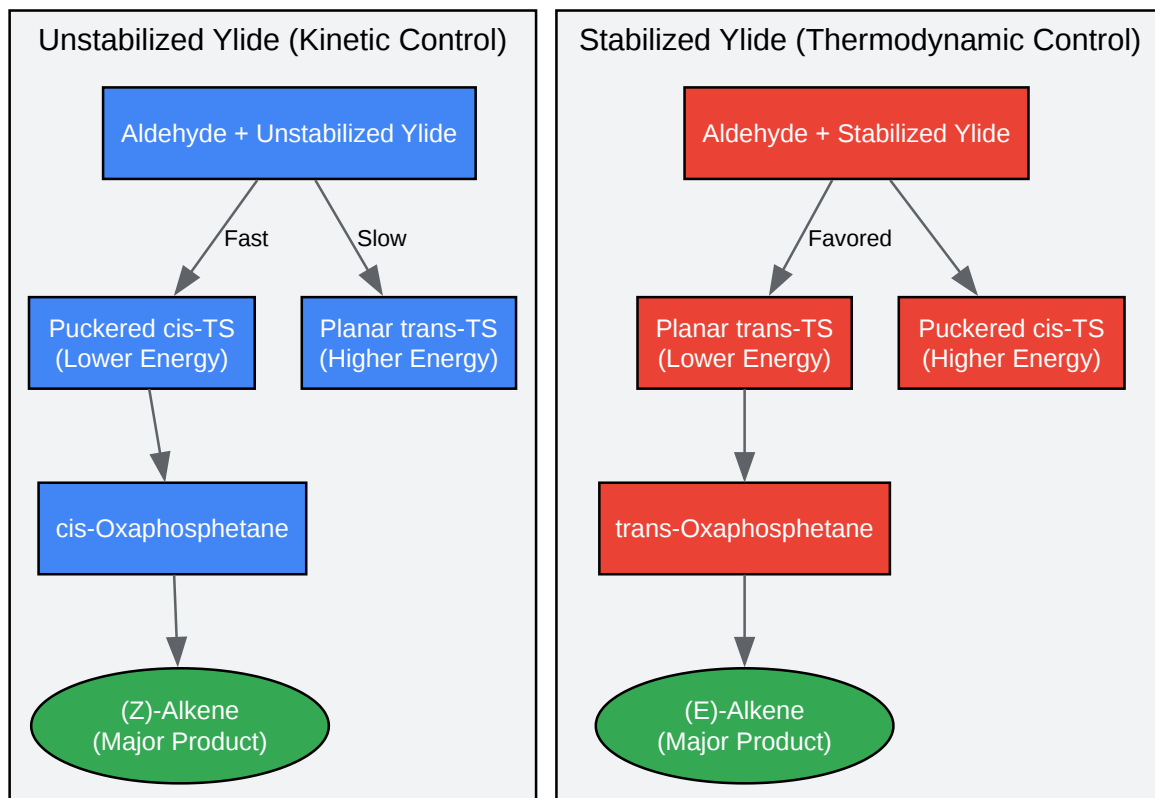 Unstabilized Ylide (Kinetic Control)
Aldehyde + Unstabilized Ylide
Fast
Slow
Puckered cis-TS
(Lower Energy)
Planar trans-TS
(Higher Energy)
cis-Oxaphosphetane
(Z)-Alkene
(Major Product)
Stabilized Ylide (Thermodynamic Control)
Aldehyde + Stabilized Ylide
Favored
Planar trans-TS
(Lower Energy)
Puckered cis-TS
(Higher Energy)
trans-Oxaphosphetane
(E)-Alkene
(Major Product)